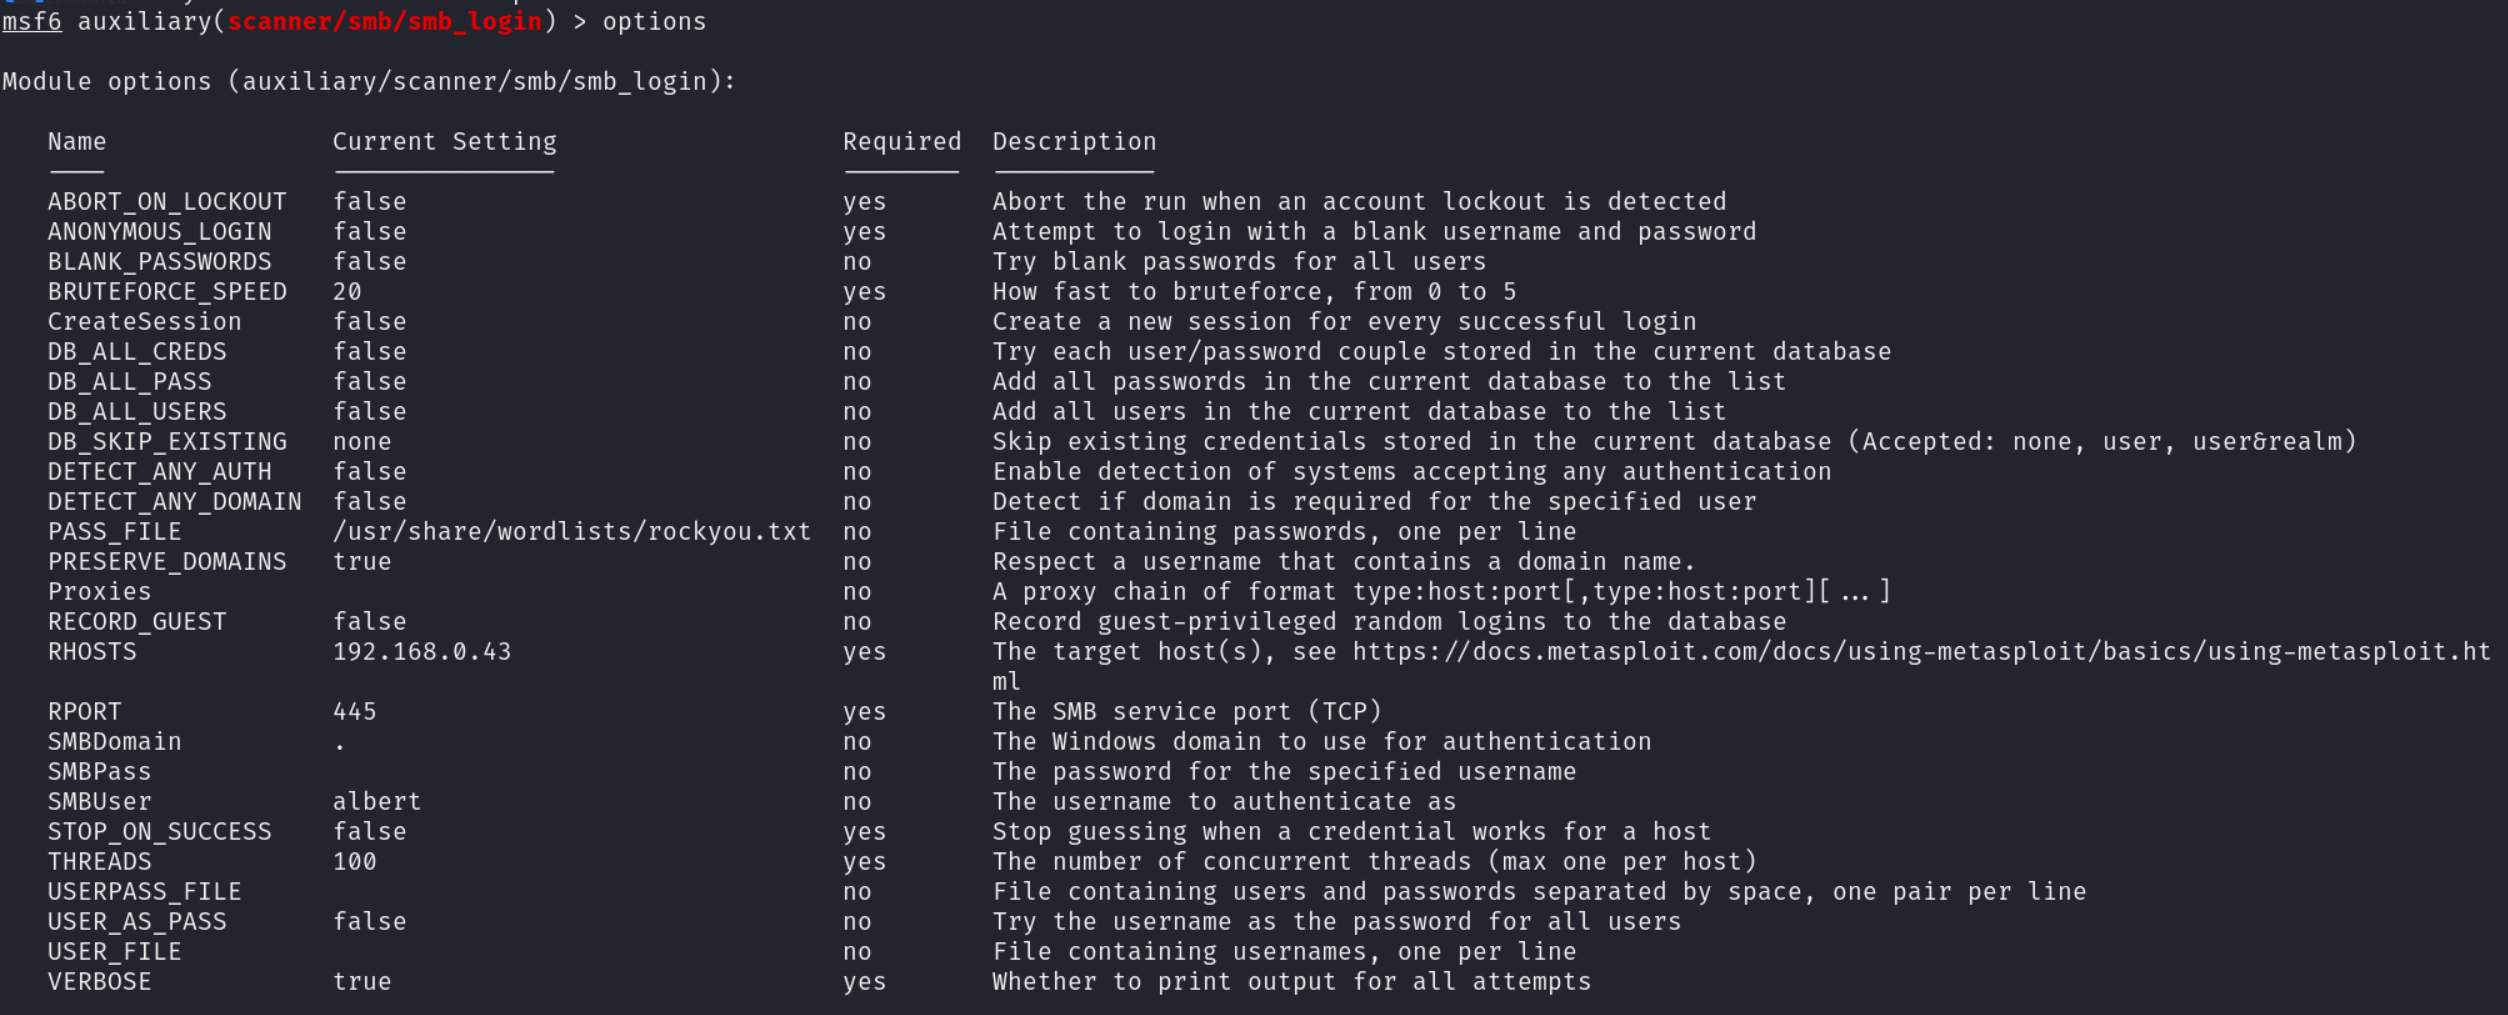 msf6 auxiliary(scanner/smb/smb_login) > options
Module options (auxiliary/scanner/smb/smb_login):
Name Current Setting Required Description
ABORT_ON_LOCKOUT false yes Abort the run when an account lockout is detected
ANONYMOUS_LOGIN false yes Attempt to login with a blank username and password
BLANK_PASSWORDS false no Try blank passwords for all users
BRUTEFORCE_SPEED 20 yes How fast to bruteforce, from 0 to 5
CreateSession false no Create a new session for every successful login
DB_ALL_CREDS false no Try each user/password couple stored in the current database
DB_ALL_PASS false no Add all passwords in the current database to the list
DB_ALL_USERS false no Add all users in the current database to the list
DB_SKIP_EXISTING none no Skip existing credentials stored in the current database (Accepted: none, user, user&realm)
DETECT_ANY_AUTH false no Enable detection of systems accepting any authentication
DETECT_ANY_DOMAIN false no Detect if domain is required for the specified user
PASS_FILE /usr/share/wordlists/rockyou.txt no File containing passwords, one per line
PRESERVE_DOMAINS true no Respect a username that contains a domain name.
Proxies no A proxy chain of format type:host:port[,type:host:port][...]
RECORD_GUEST false no Record guest-privileged random logins to the database
RHOSTS 192.168.0.43 yes The target host(s), see https://docs.metasploit.com/docs/using-metasploit/basics/using-metasploit.ht
ml
RPORT 445 yes The SMB service port (TCP)
SMBDomain . no The Windows domain to use for authentication
SMBPass no The password for the specified username
SMBUser albert no The username to authenticate as
STOP_ON_SUCCESS false yes Stop guessing when a credential works for a host
THREADS 100 yes The number of concurrent threads (max one per host)
USERPASS_FILE no File containing users and passwords separated by space, one pair per line
USER_AS_PASS false no Try the username as the password for all users
USER_FILE no File containing usernames, one per line
VERBOSE true yes Whether to print output for all attempts